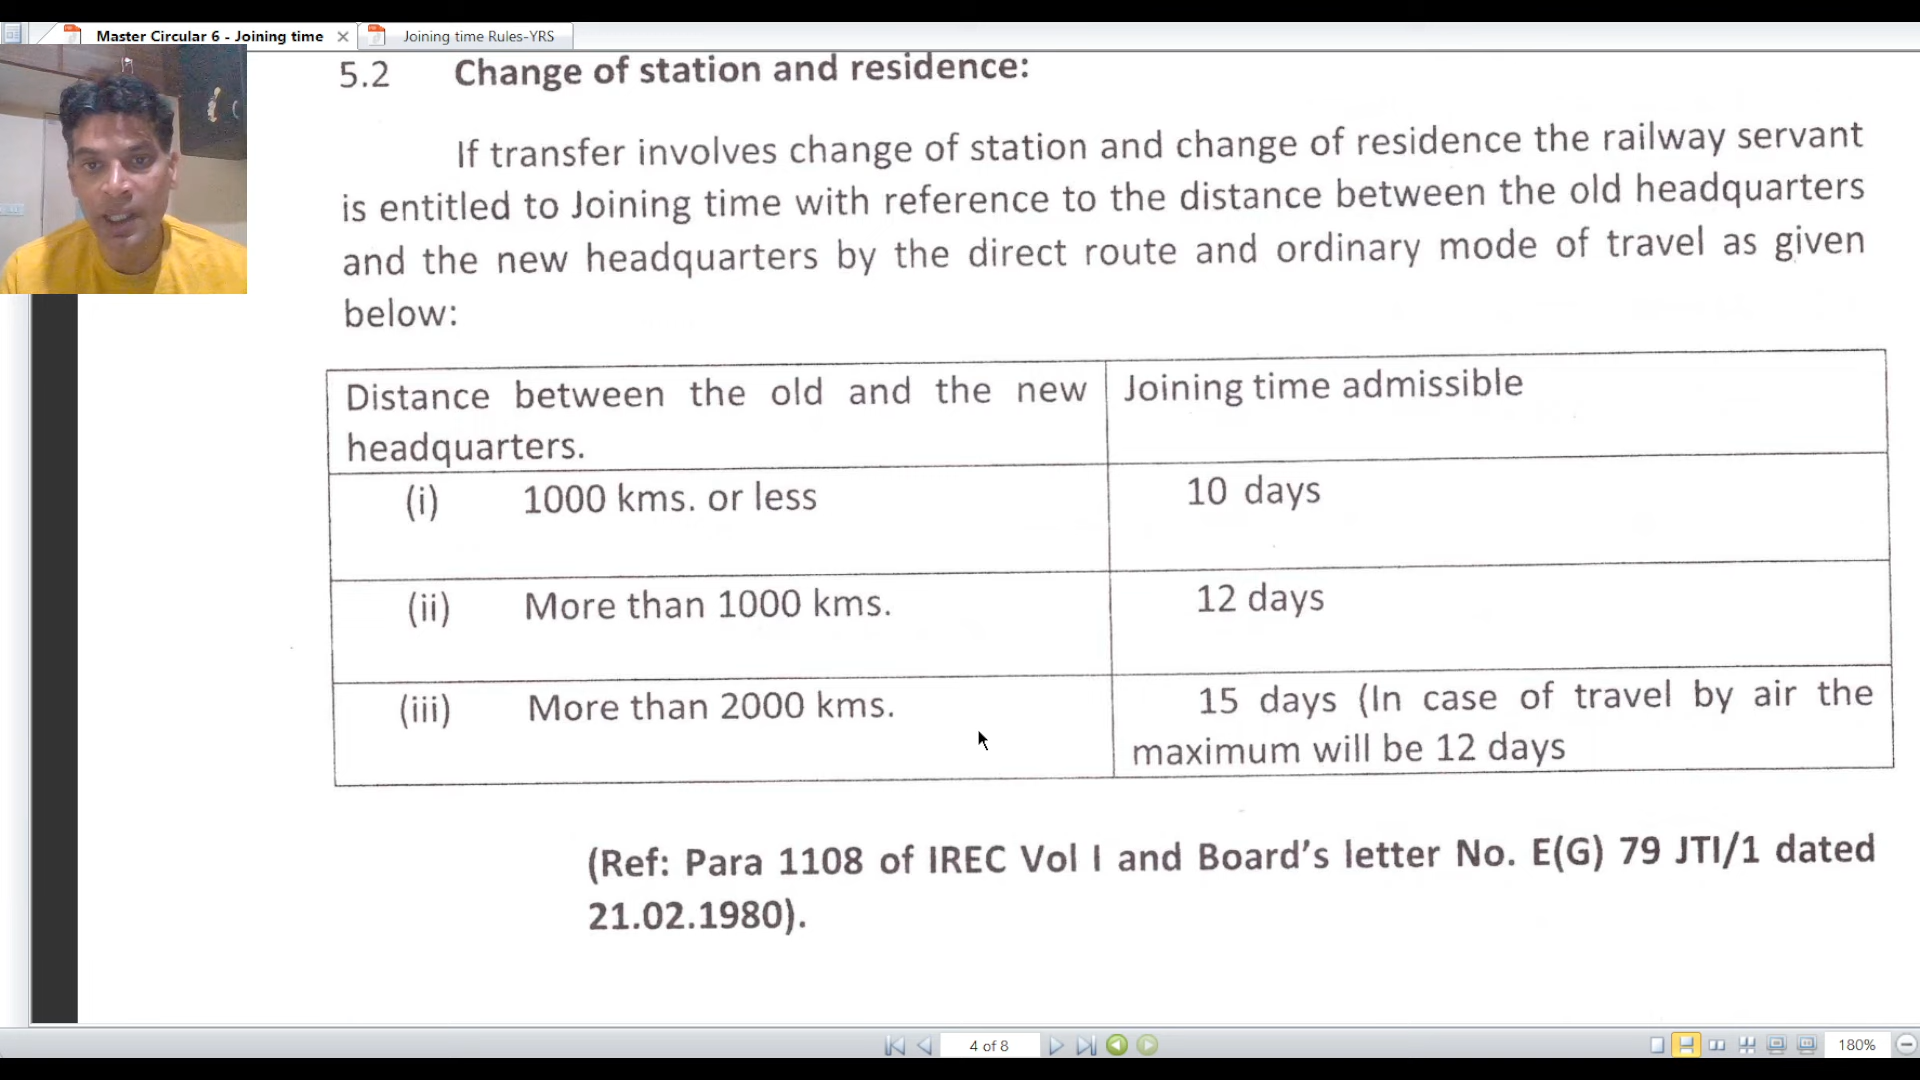 Master Circular 6 - Joining time
Joining time Rules-YRS
5.2 Change of station and residence:
If transfer involves change of station and change of residence the railway servant
is entitled to Joining time with reference to the distance between the old headquarters
and the new headquarters by the direct route and ordinary mode of travel as given
below:
Distance between the old and the new
headquarters.
Joining time admissible
(i) 1000 kms. or less
10 days
(ii) More than 1000 kms.
12 days
(iii) More than 2000 kms.
15 days (In case of travel by air the
maximum will be 12 days
(Ref: Para 1108 of IREC Vol I and Board's letter No. E(G) 79 JTI/1 dated
21.02.1980).
4 of 8
180%